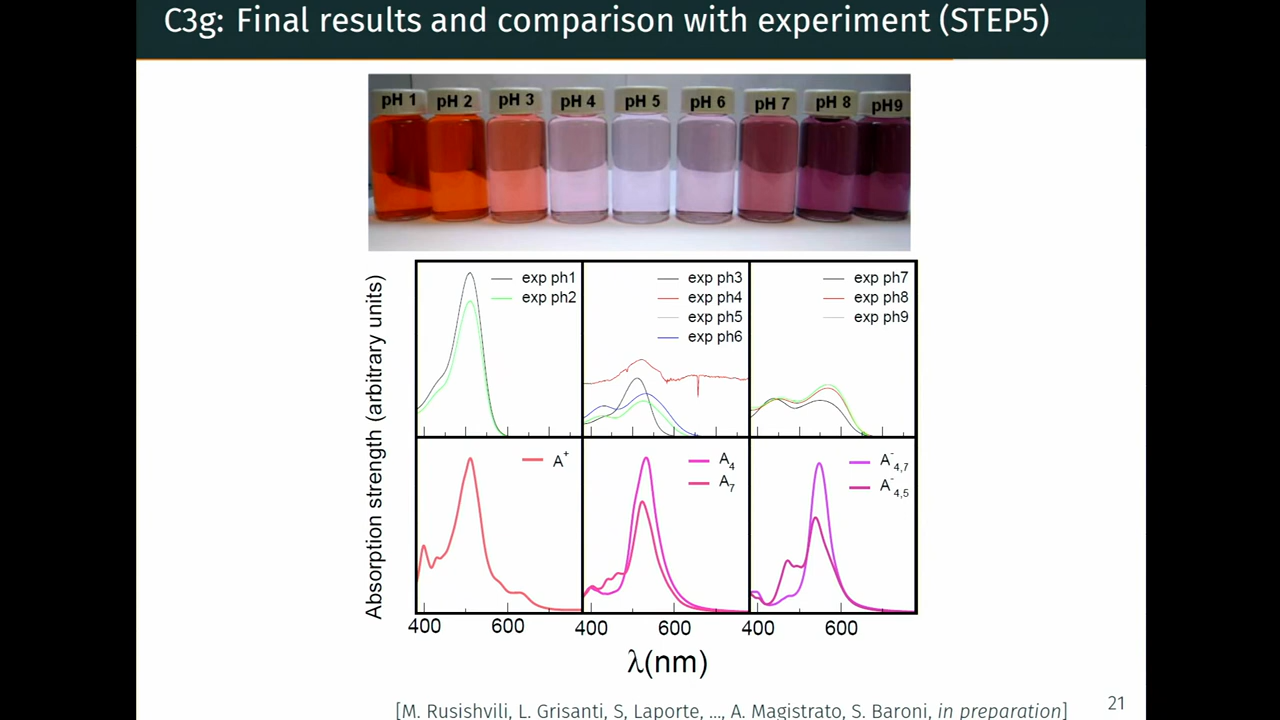 C3g: Final results and comparison with experiment (STEP5)
pH 1 pH 2 pH 3 pH 4 pH 5 pH 6 pH 7 pH 8 pH9
Absorption strength (arbitrary units)
exp ph1
exp ph2
exp ph3
exp ph4
exp ph5
exp ph6
exp ph7
exp ph8
exp ph9
A+
A4
A7
A-4,7
A-4,5
400 600 400 600 400 600
λ(nm)
[M. Rusishvili, L. Grisanti, S, Laporte, ..., A. Magistrato, S. Baroni, in preparation]
21